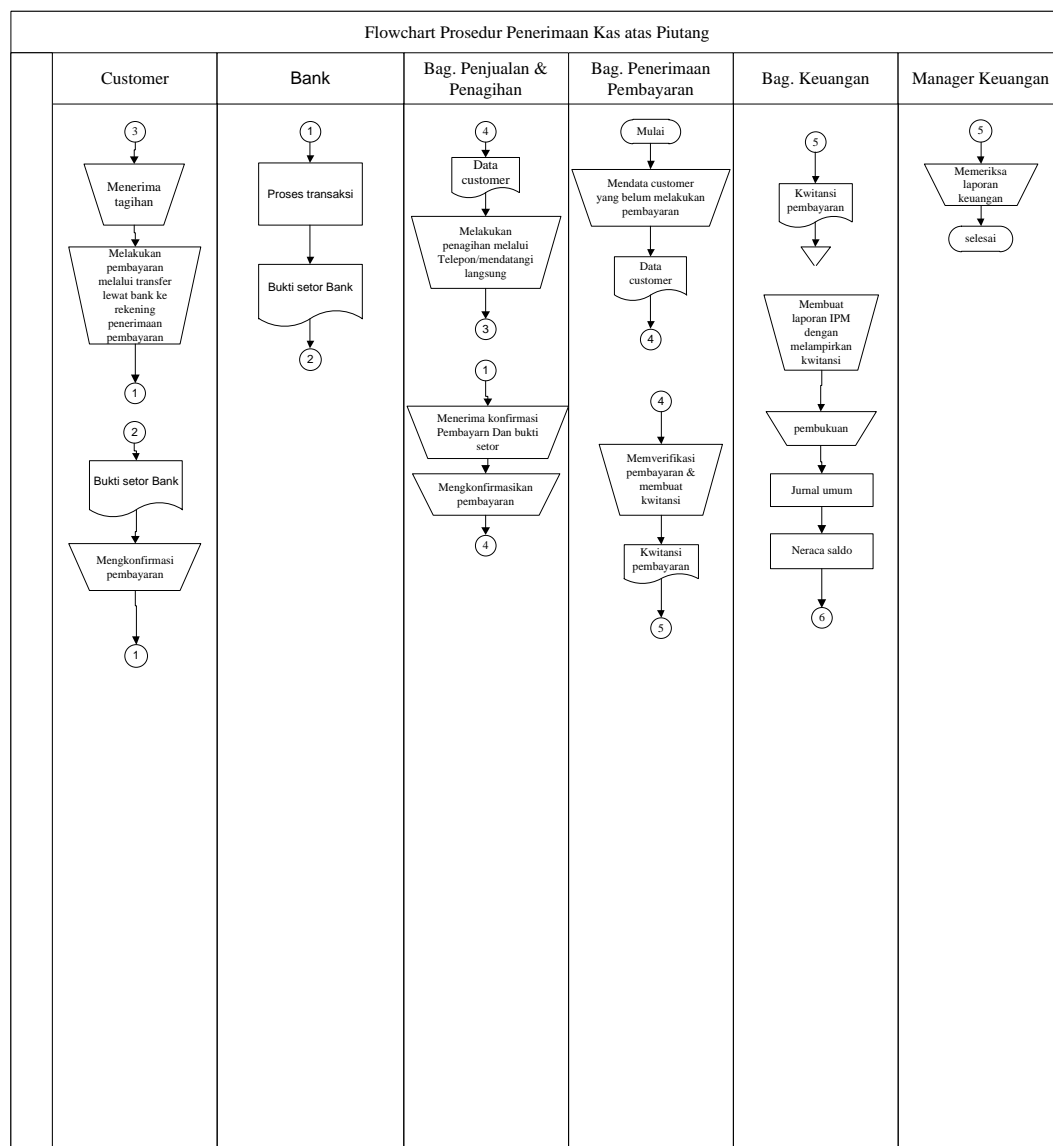 Flowchart Prosedur Penerimaan Kas atas Piutang
Customer
Bank
Bag. Penjualan &
Penagihan
Bag. Penerimaan
Pembayaran
Bag. Keuangan
Manager Keuangan
3
Menerima
tagihan
Melakukan
pembayaran
melalui transfer
lewat bank ke
rekening
penerimaan
pembayaran
1
2
Bukti setor Bank
Mengkonfirmasi
pembayaran
1
1
Proses transaksi
Bukti setor Bank
2
4
Data
customer
Melakukan
penagihan melalui
Telepon/mendatangi
langsung
3
1
Menerima konfirmasi
Pembayarn Dan bukti
setor
Mengkonfirmasikan
pembayaran
4
Mulai
Mendata customer
yang belum melakukan
pembayaran
Data
customer
4
4
Memverifikasi
pembayaran &
membuat
kwitansi
Kwitansi
pembayaran
5
5
Kwitansi
pembayaran
Membuat
laporan IPM
dengan
melampirkan
kwitansi
pembukuan
Jurnal umum
Neraca saldo
6
5
Memeriksa
laporan
keuangan
selesai